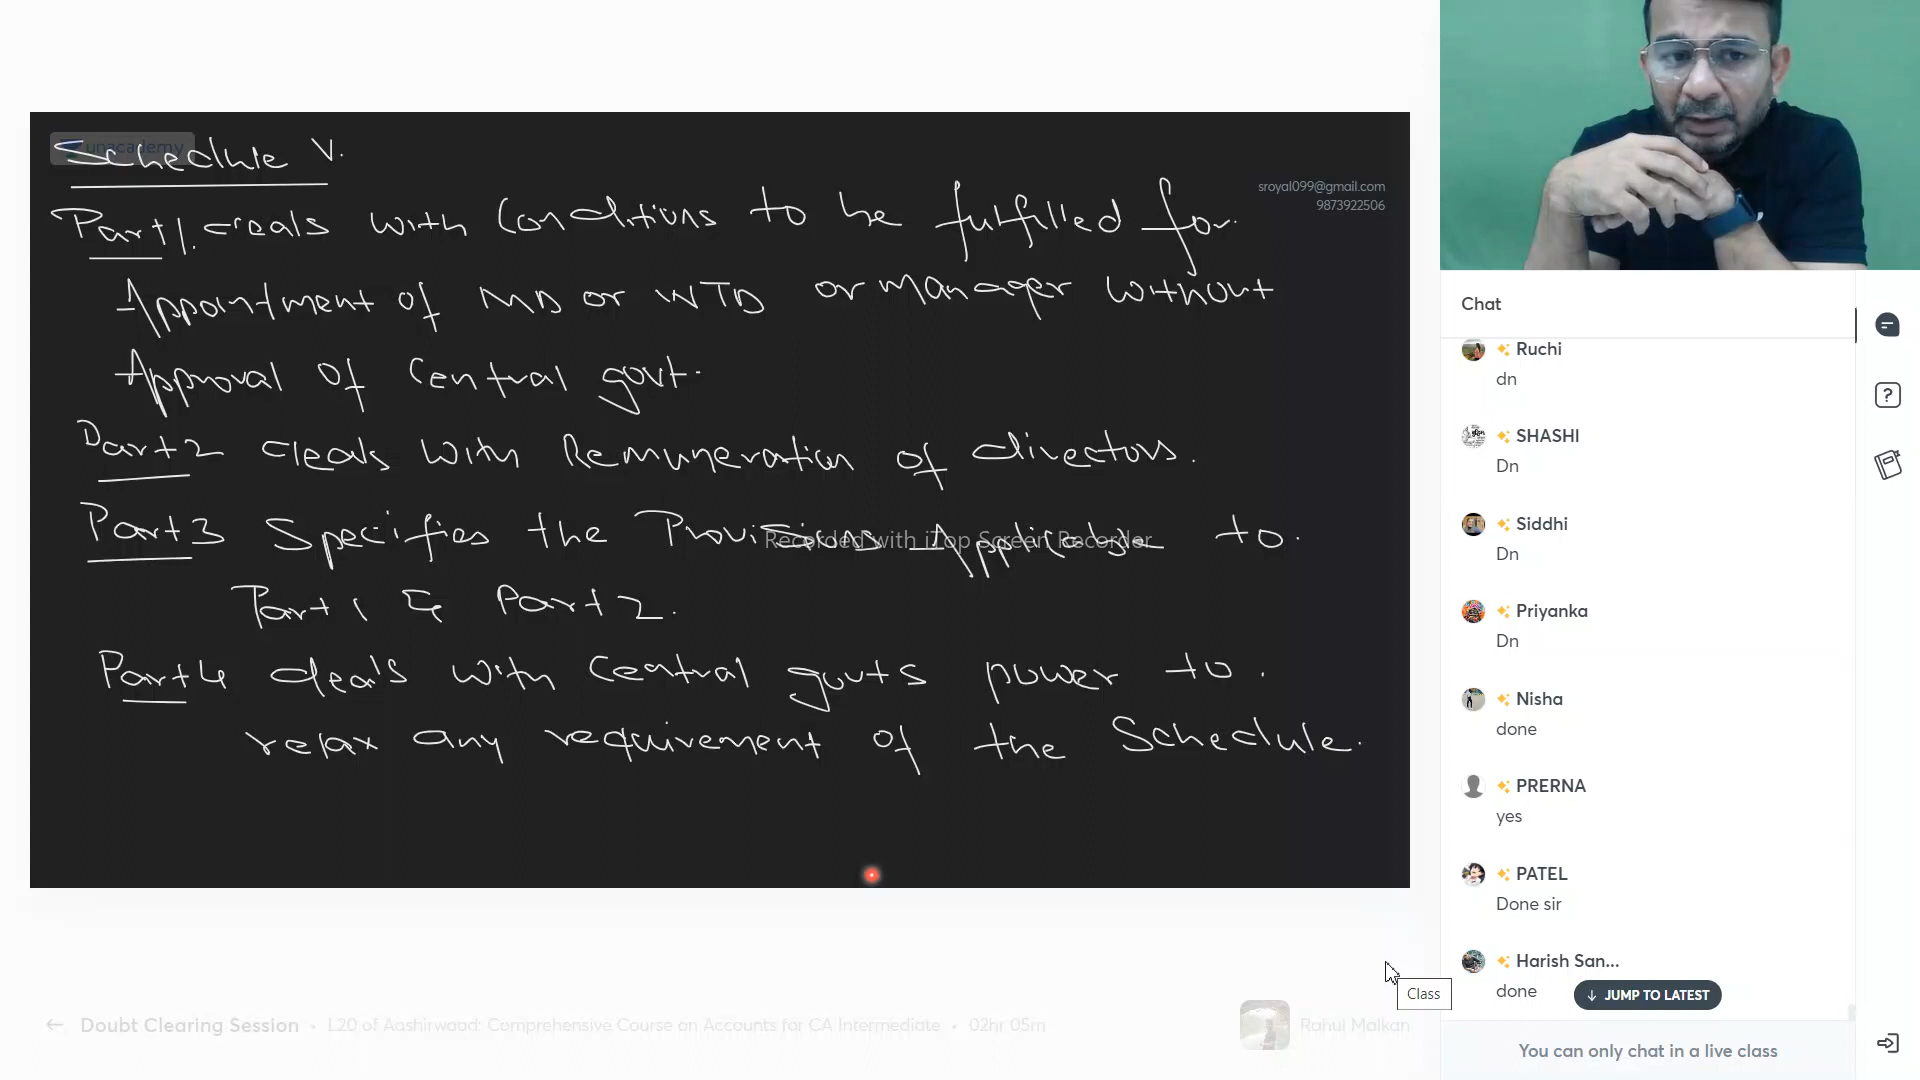 unacademy
Schedule V.
sroyal099@gmail.com
9873922506
Part 1. deals with Conditions to be fulfilled for.
Appointment of MD or WTD or manager without
Approval of Central govt.
Part 2 deals with Remuneration of directors.
Part 3 Specifies the Provisions Applicable to.
Part 1 & Part 2.
Part 4 deals with Central govts power to.
relax any requirement of the Schedule.
Recorded with iTop Screen Recorder
Chat
Ruchi
dn
SHASHI
Dn
Siddhi
Dn
Priyanka
Dn
Nisha
done
PRERNA
yes
PATEL
Done sir
Harish San...
done
JUMP TO LATEST
Class
Doubt Clearing Session • L20 of Aashirwaad: Comprehensive Course on Accounts for CA Intermediate • 02hr 05m
Rahul Malkan
You can only chat in a live class